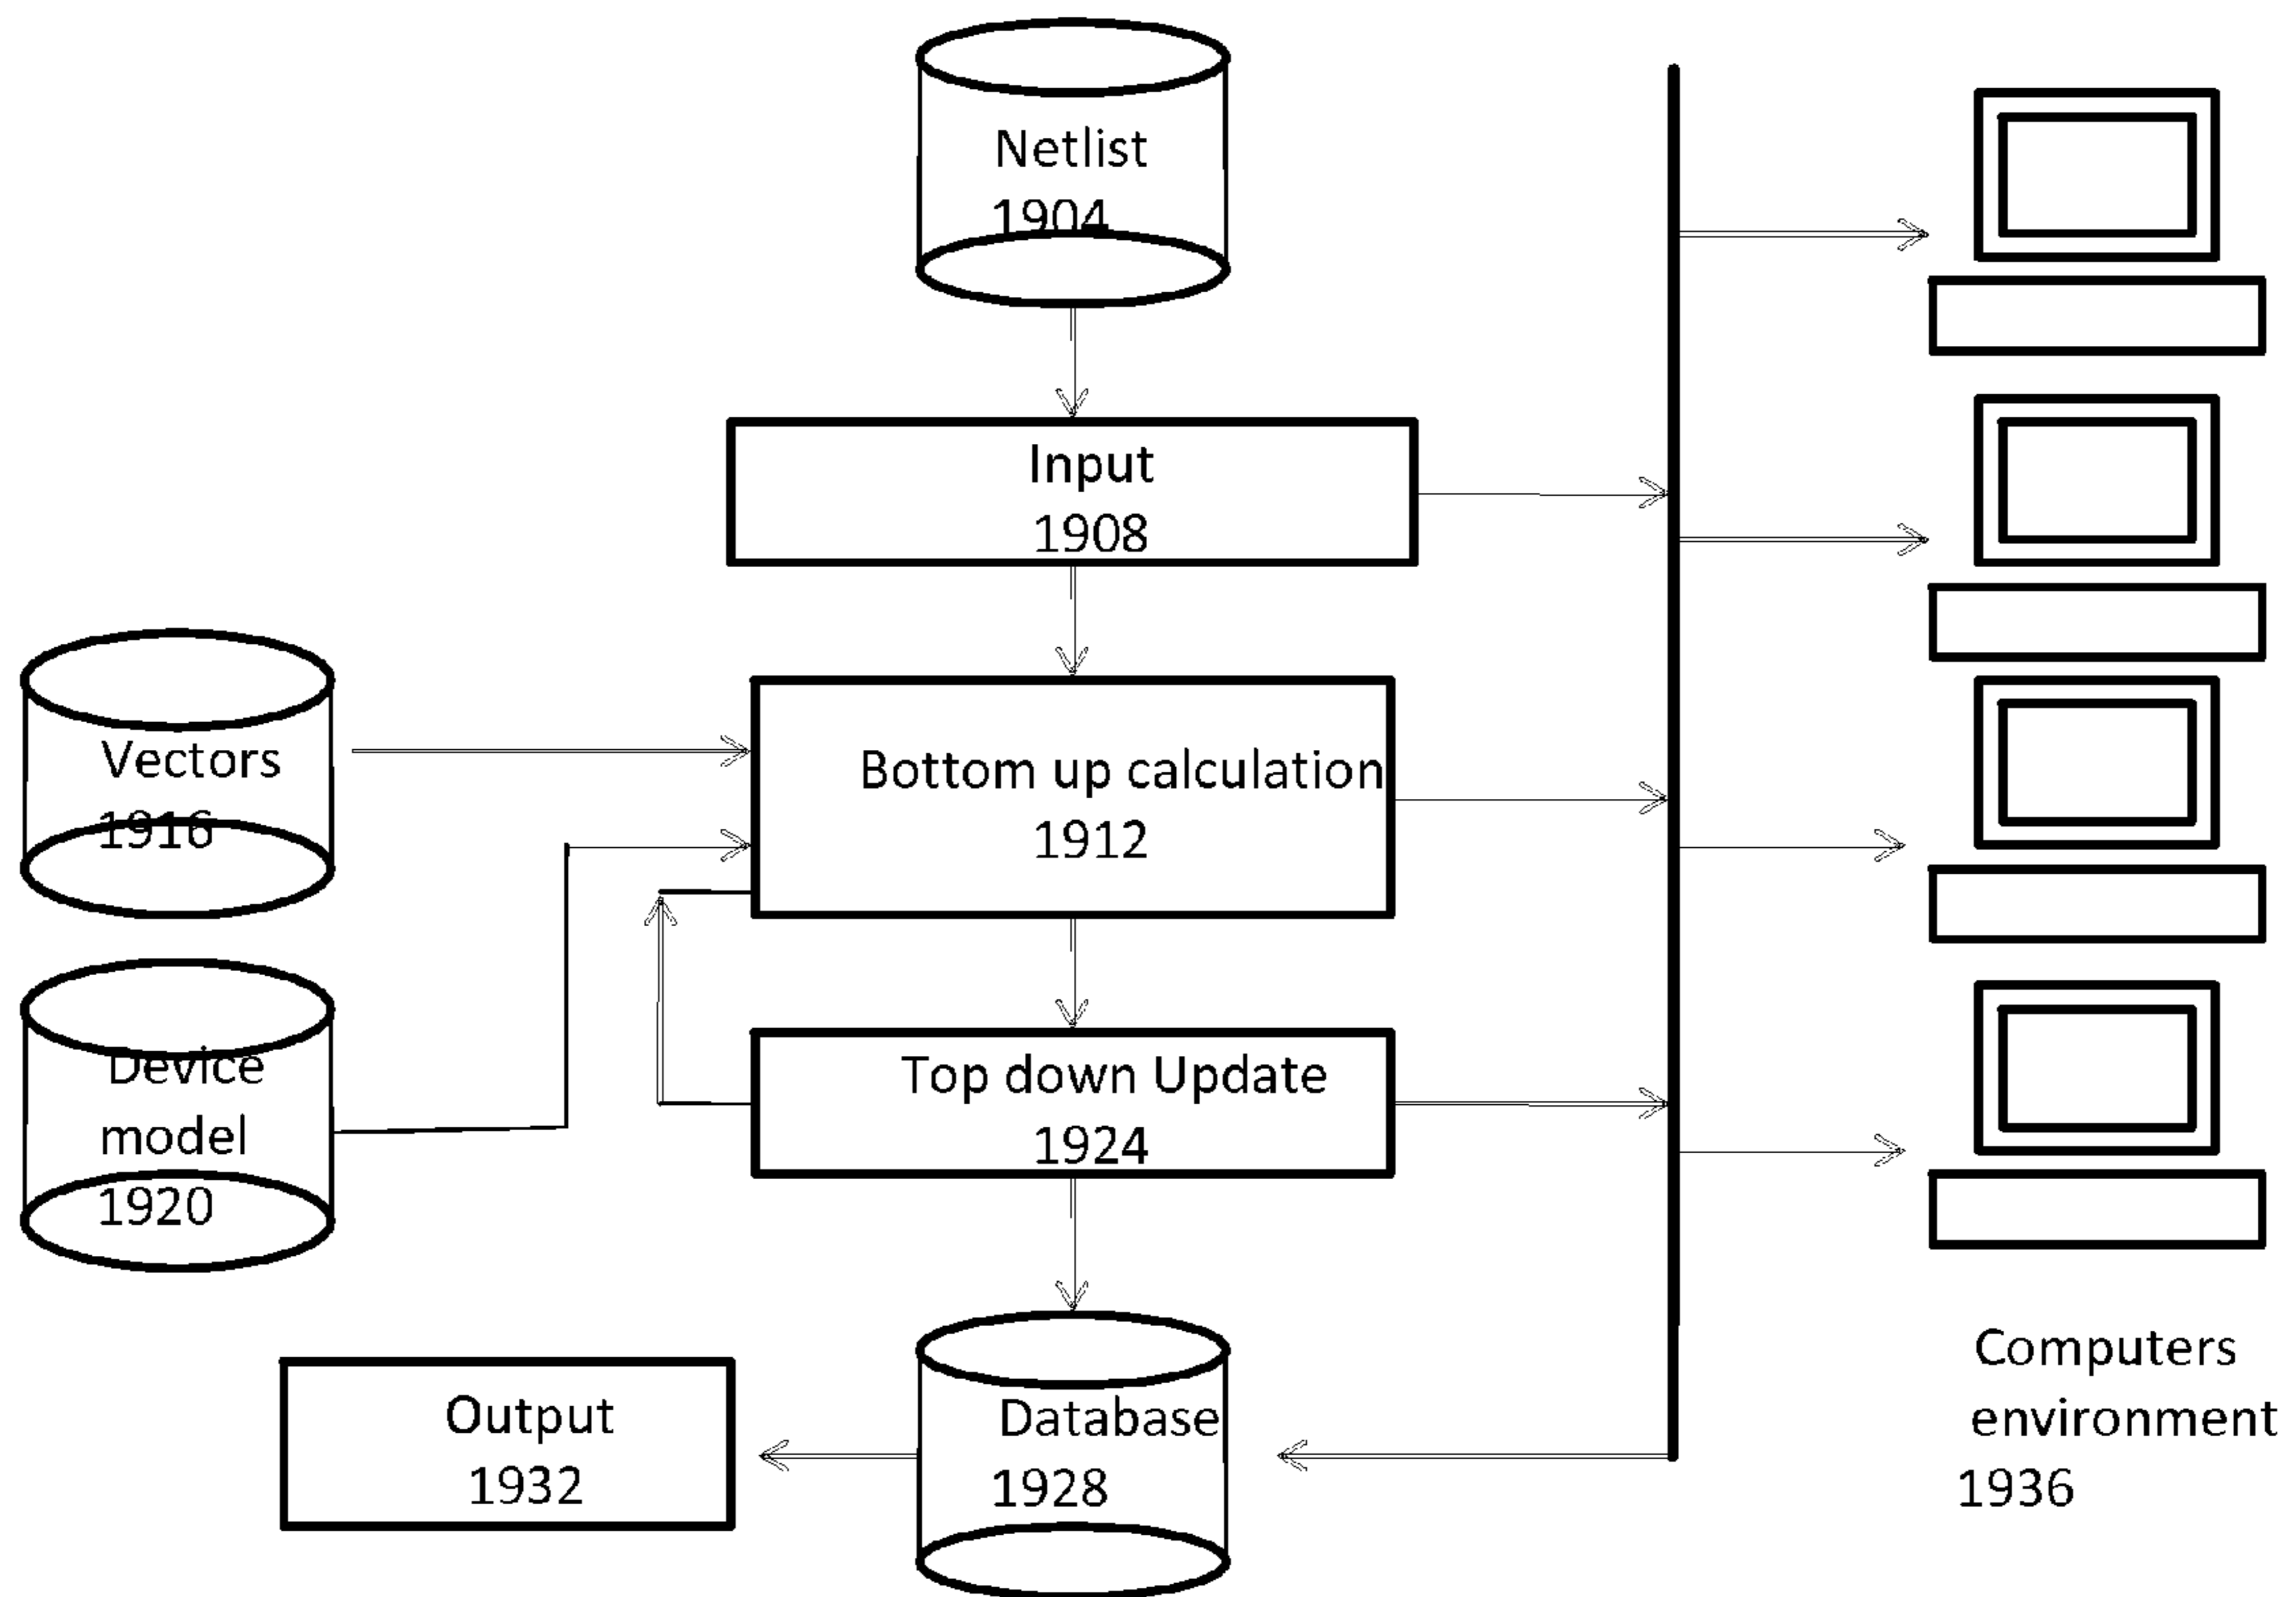 Netlist
1904
Input
1908
Vectors
1916
Bottom up calculation
1912
Device
model
1920
Top down Update
1924
Output
1932
Database
1928
Computers
environment
1936